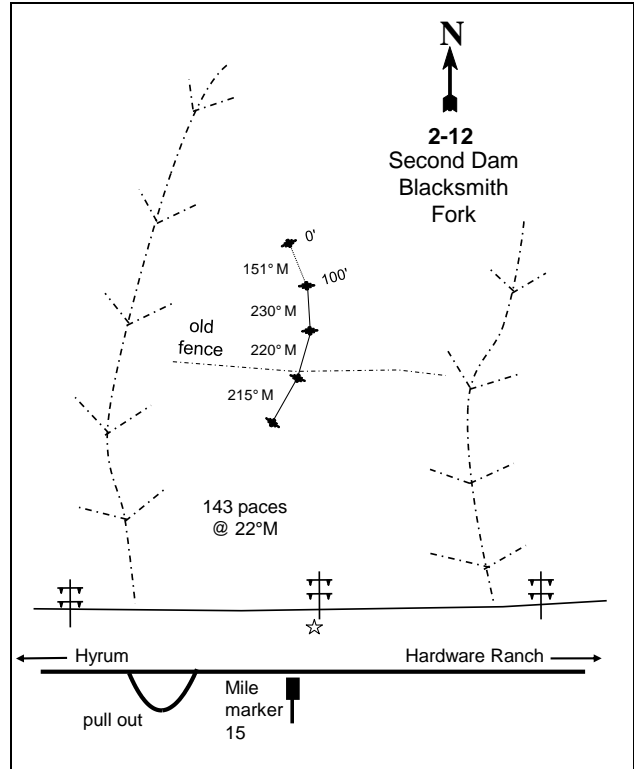 N
2-12
Second Dam
Blacksmith
Fork
0'
151° M
100'
230° M
old
fence
220° M
215° M
143 paces
@ 22°M
Hyrum
Hardware Ranch
pull out
Mile
marker
15